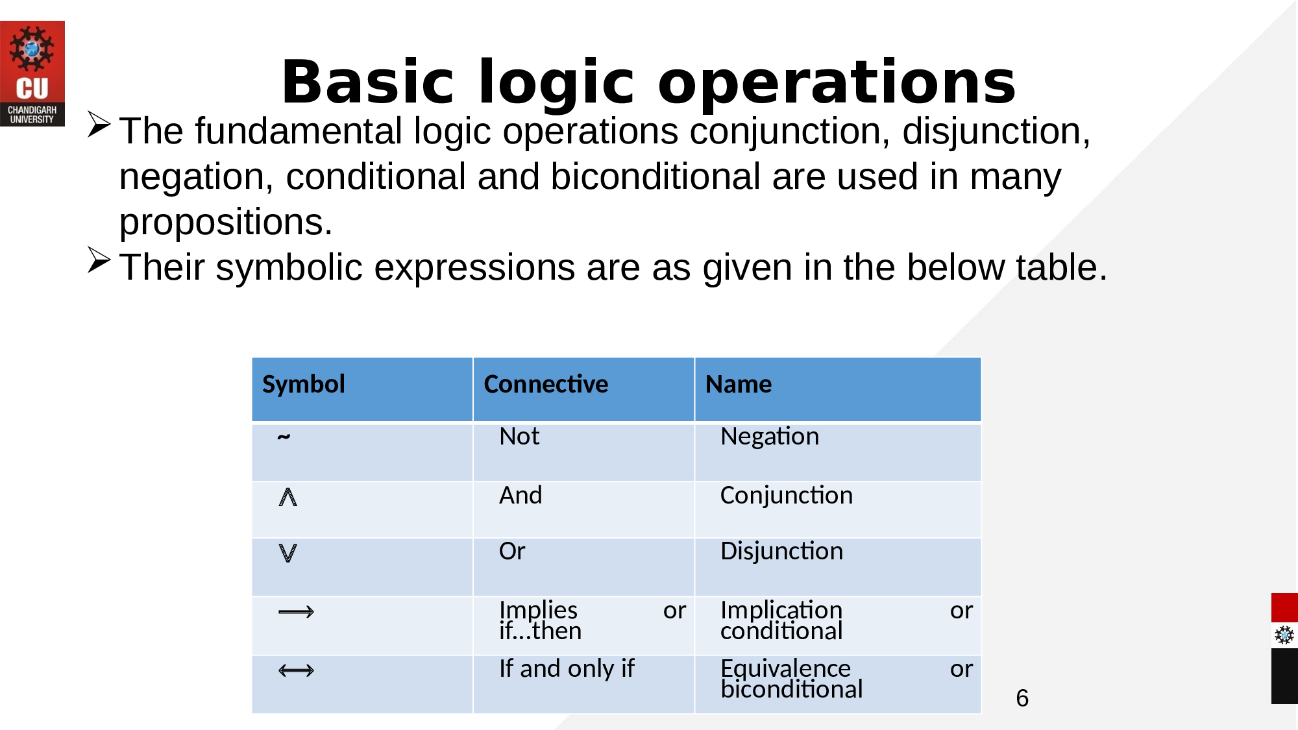 CU
CHANDIGARH
UNIVERSITY
Basic logic operations
➢ The fundamental logic operations conjunction, disjunction,
negation, conditional and biconditional are used in many
propositions.
➢ Their symbolic expressions are as given in the below table.
Symbol Connective Name
~ Not Negation
∧ And Conjunction
∨ Or Disjunction
⟶ Implies or if…then Implication or conditional
⟷ If and only if Equivalence or biconditional
6